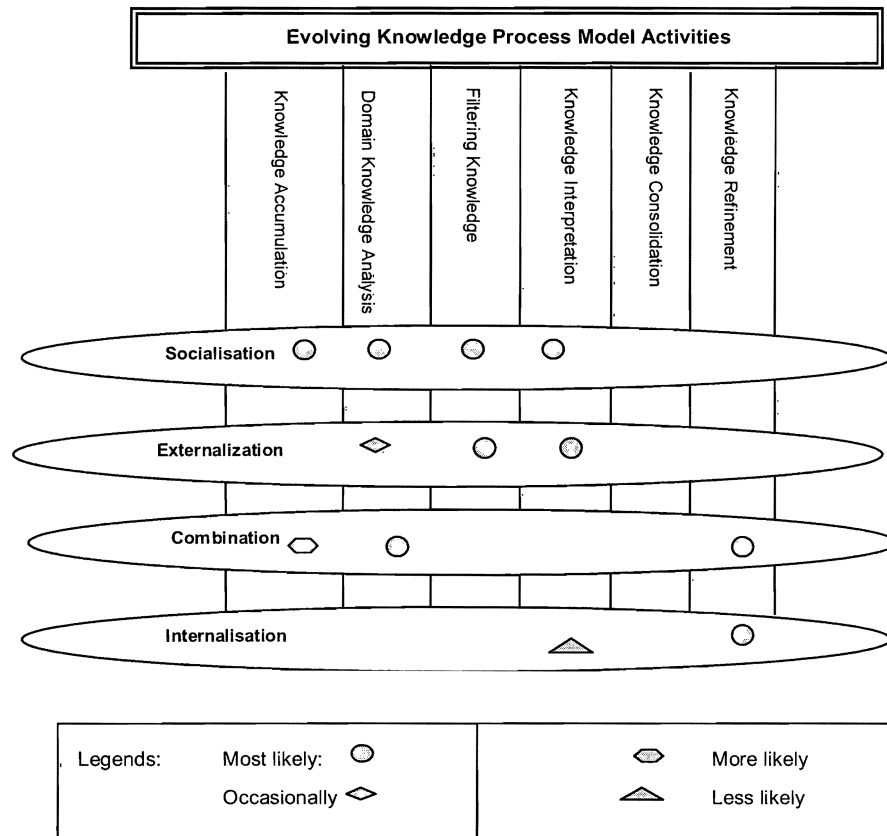 Evolving Knowledge Process Model Activities
Knowledge Accumulation
Domain Knowledge Analysis
Filtering Knowledge
Knowledge Interpretation
Knowledge Consolidation
Knowledge Refinement
Socialisation
Externalization
Combination
Internalisation
Legends: Most likely: More likely
Occasionally Less likely